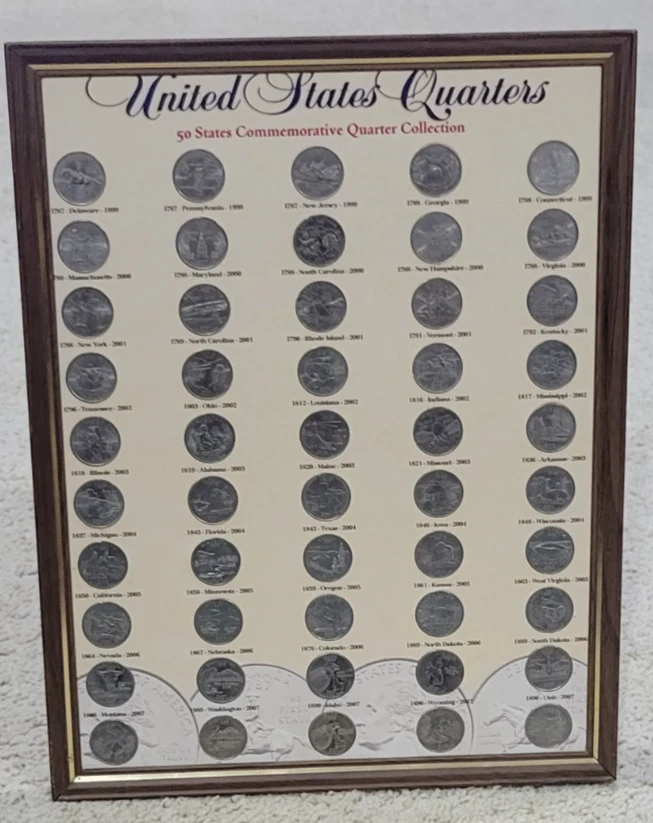 United States Quarters
50 States Commemorative Quarter Collection
1787 - Delaware - 1999 1787 - Pennsylvania - 1999 1787 - New Jersey - 1999 1788 - Georgia - 1999 1788 - Connecticut - 1999
1788 - Massachusetts - 2000 1788 - Maryland - 2000 1788 - South Carolina - 2000 1788 - New Hampshire - 2000 1788 - Virginia - 2000
1788 - New York - 2001 1789 - North Carolina - 2001 1790 - Rhode Island - 2001 1791 - Vermont - 2001 1792 - Kentucky - 2001
1796 - Tennessee - 2002 1803 - Ohio - 2002 1812 - Louisiana - 2002 1816 - Indiana - 2002 1817 - Mississippi - 2002
1818 - Illinois - 2003 1819 - Alabama - 2003 1820 - Maine - 2003 1821 - Missouri - 2003 1836 - Arkansas - 2003
1837 - Michigan - 2004 1845 - Florida - 2004 1845 - Texas - 2004 1846 - Iowa - 2004 1848 - Wisconsin - 2004
1850 - California - 2005 1858 - Minnesota - 2005 1859 - Oregon - 2005 1861 - Kansas - 2005 1863 - West Virginia - 2005
1864 - Nevada - 2006 1867 - Nebraska - 2006 1876 - Colorado - 2006 1889 - North Dakota - 2006 1889 - South Dakota - 2006
1889 - Montana - 2007 1889 - Washington - 2007 1890 - Idaho - 2007 1890 - Wyoming - 2007 1896 - Utah - 2007